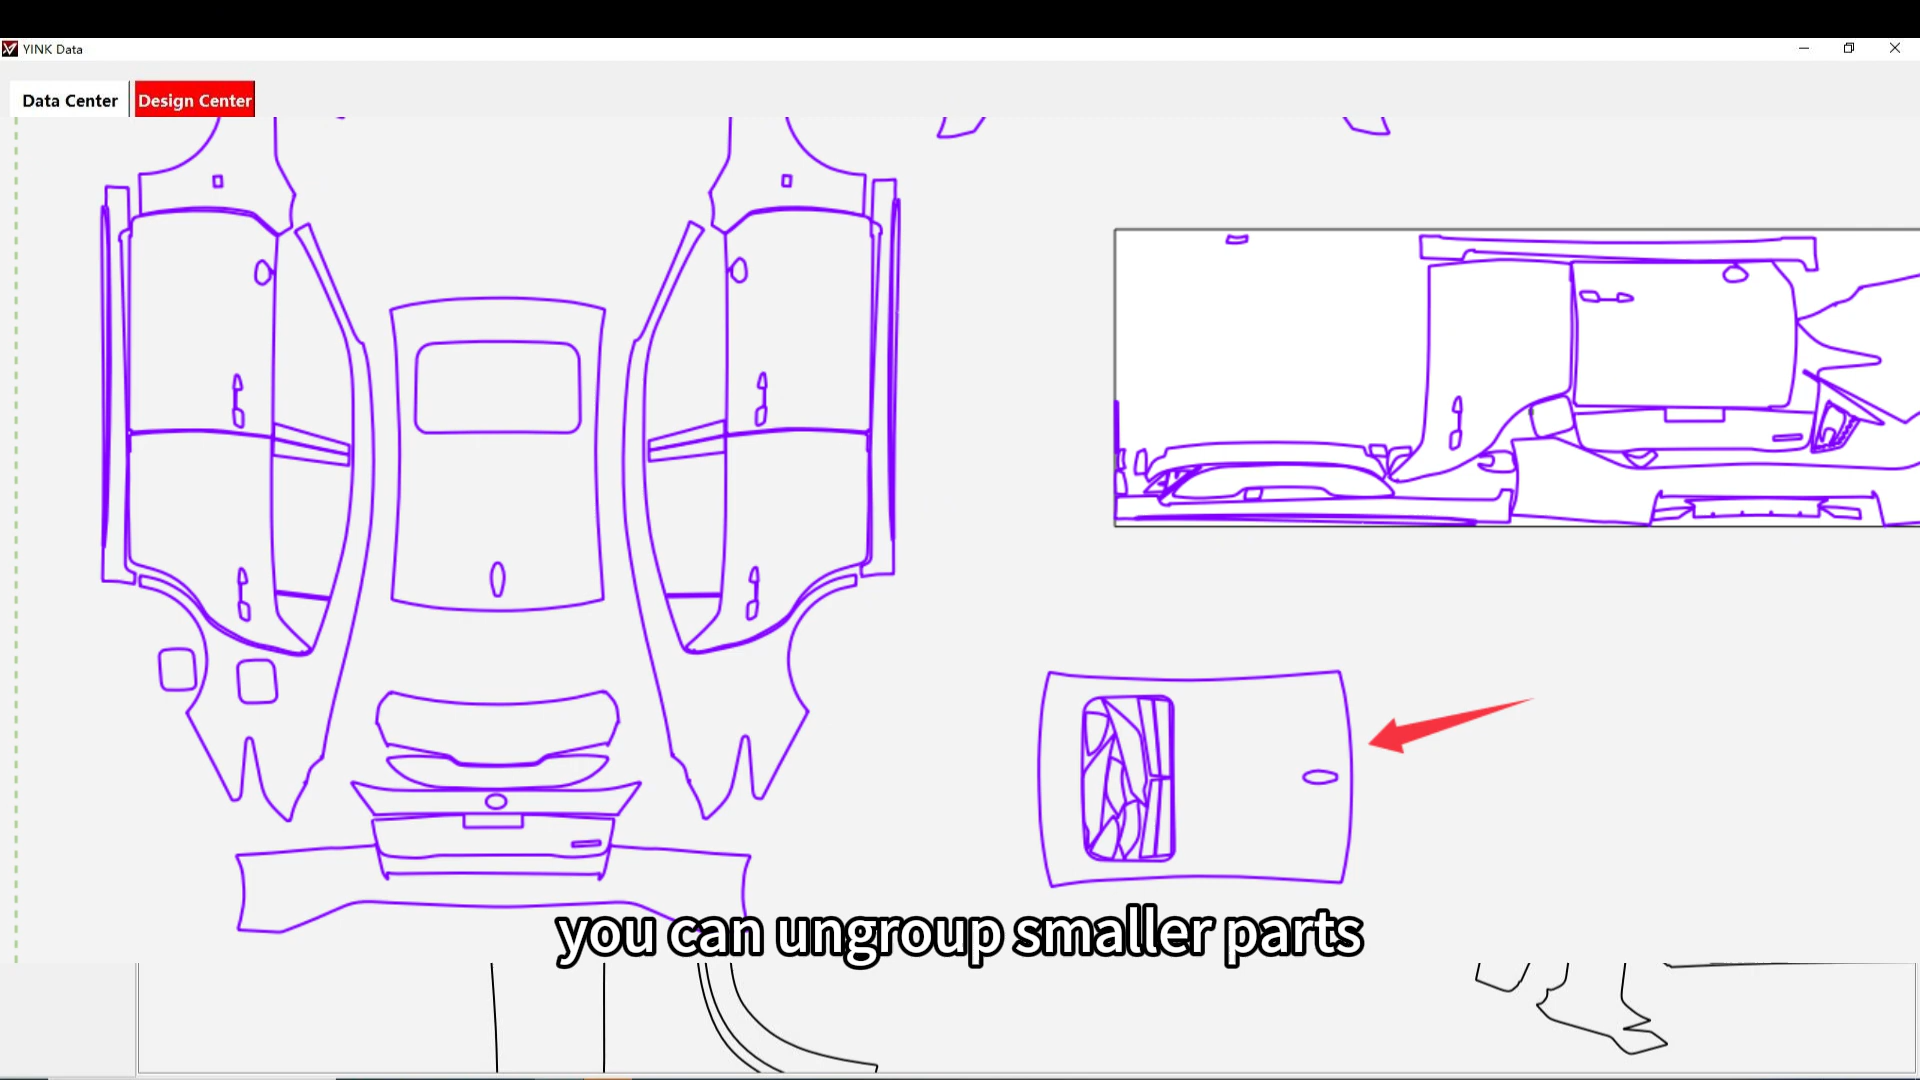 YINK Data
Data Center
Design Center
you can ungroup smaller parts